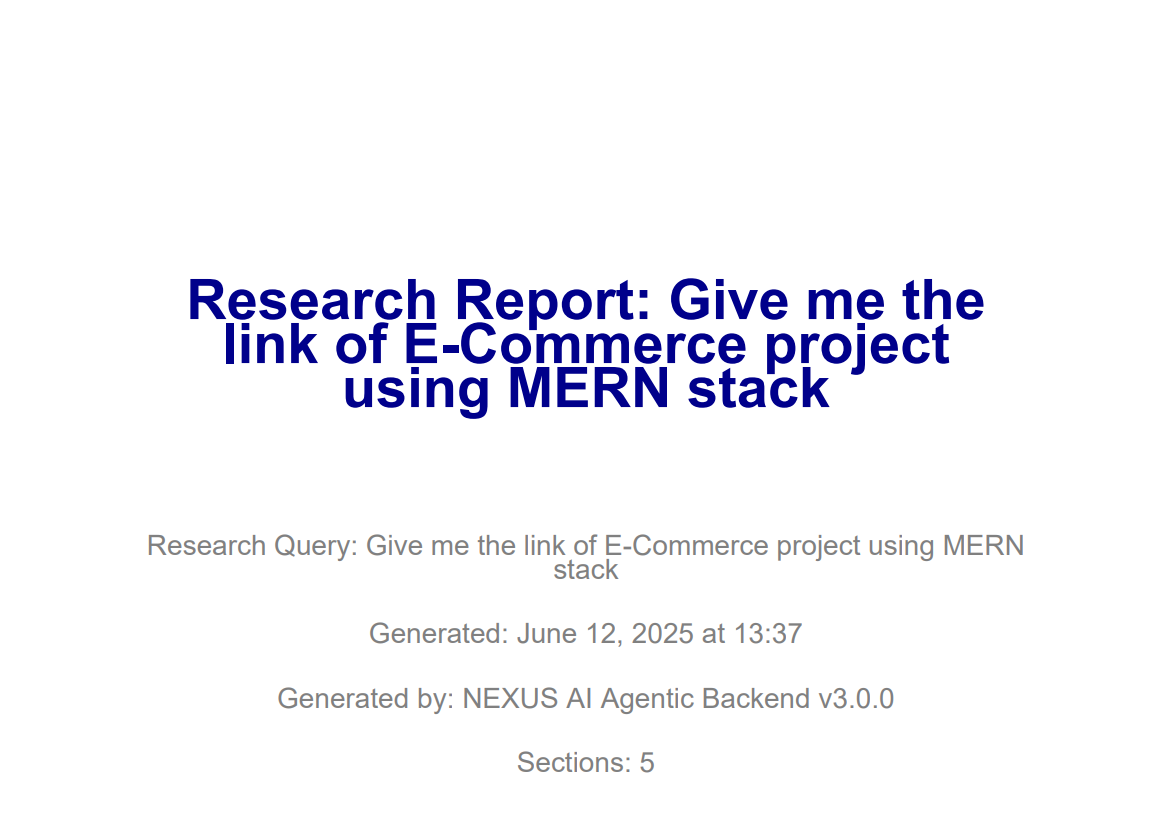 Research Report: Give me the
link of E-Commerce project
using MERN stack
Research Query: Give me the link of E-Commerce project using MERN
stack
Generated: June 12, 2025 at 13:37
Generated by: NEXUS AI Agentic Backend v3.0.0
Sections: 5